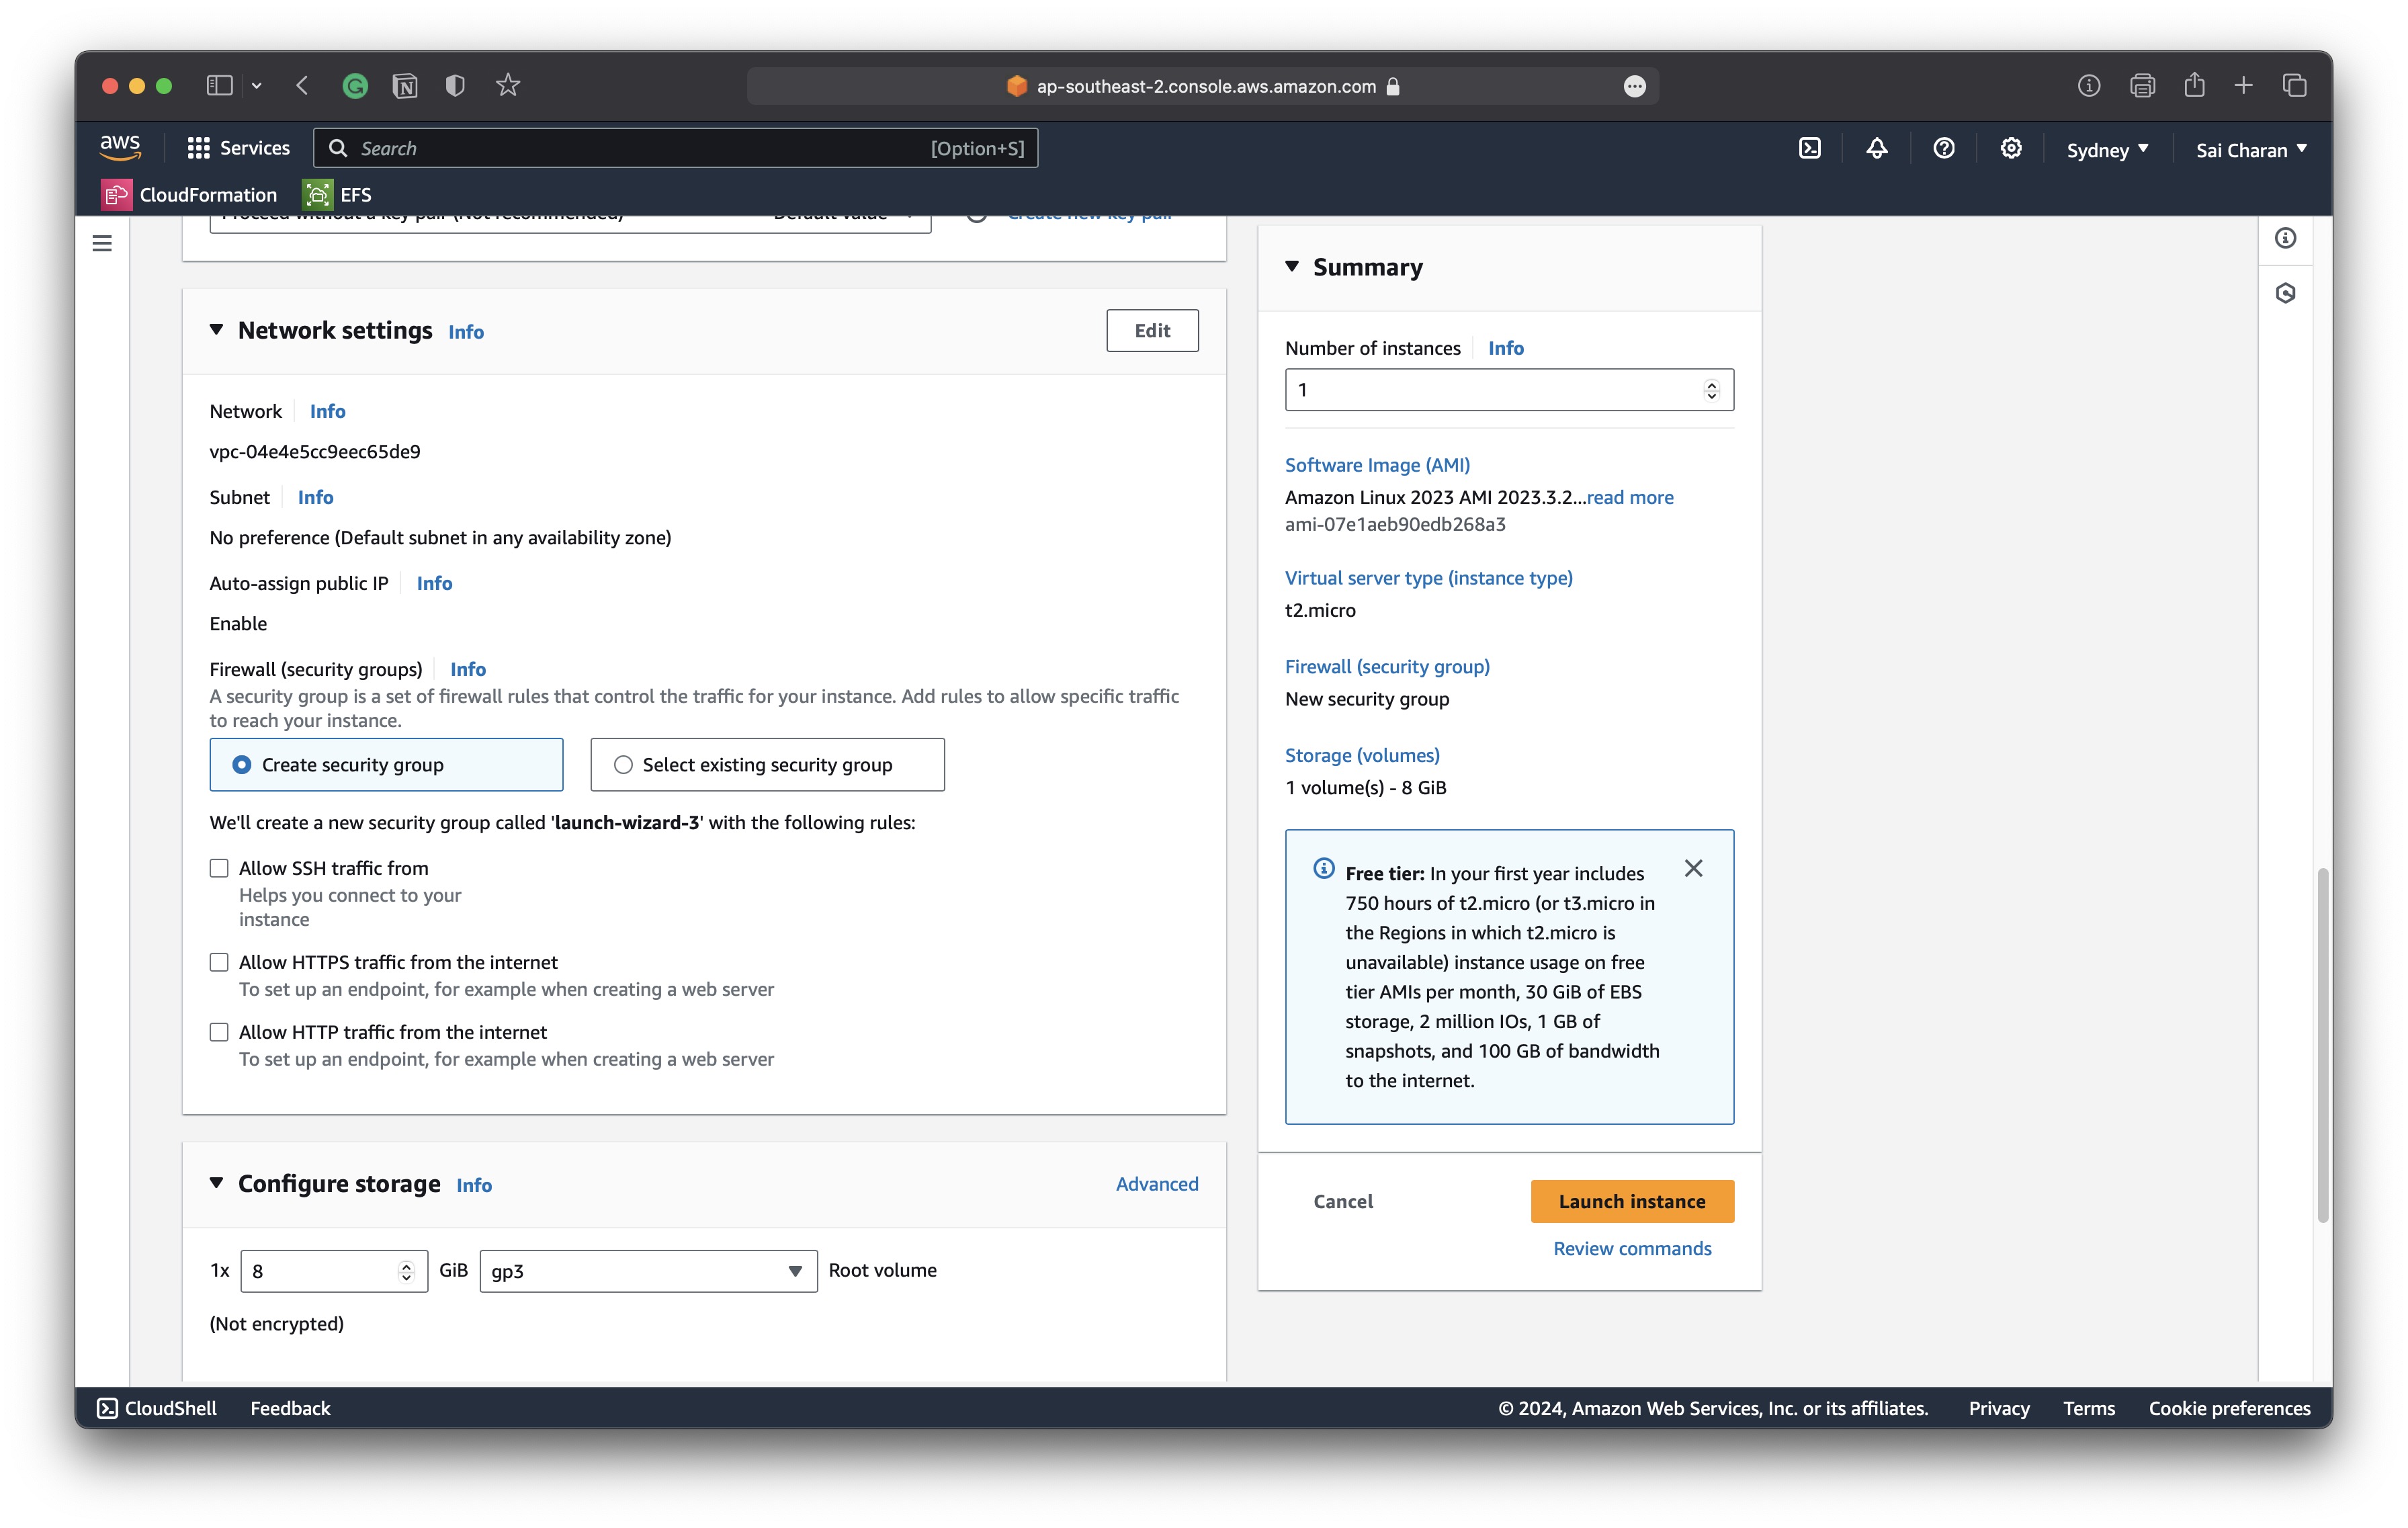 ap-southeast-2.console.aws.amazon.com
aws
Services
Search
[Option+S]
Sydney
Sai Charan
CloudFormation
EFS
Proceed without a key pair (Not recommended)
Default value
Create new key pair
Network settings
Info
Edit
Network
Info
vpc-04e4e5cc9eec65de9
Subnet
Info
No preference (Default subnet in any availability zone)
Auto-assign public IP
Info
Enable
Firewall (security groups)
Info
A security group is a set of firewall rules that control the traffic for your instance. Add rules to allow specific traffic
to reach your instance.
Create security group
Select existing security group
We'll create a new security group called 'launch-wizard-3' with the following rules:
Allow SSH traffic from
Helps you connect to your
instance
Allow HTTPS traffic from the internet
To set up an endpoint, for example when creating a web server
Allow HTTP traffic from the internet
To set up an endpoint, for example when creating a web server
Configure storage
Info
Advanced
1x
8
GiB
gp3
Root volume
(Not encrypted)
Summary
Number of instances
Info
1
Software Image (AMI)
Amazon Linux 2023 AMI 2023.3.2...read more
ami-07e1aeb90edb268a3
Virtual server type (instance type)
t2.micro
Firewall (security group)
New security group
Storage (volumes)
1 volume(s) - 8 GiB
Free tier: In your first year includes
750 hours of t2.micro (or t3.micro in
the Regions in which t2.micro is
unavailable) instance usage on free
tier AMIs per month, 30 GiB of EBS
storage, 2 million IOs, 1 GB of
snapshots, and 100 GB of bandwidth
to the internet.
Cancel
Launch instance
Review commands
CloudShell
Feedback
© 2024, Amazon Web Services, Inc. or its affiliates.
Privacy
Terms
Cookie preferences